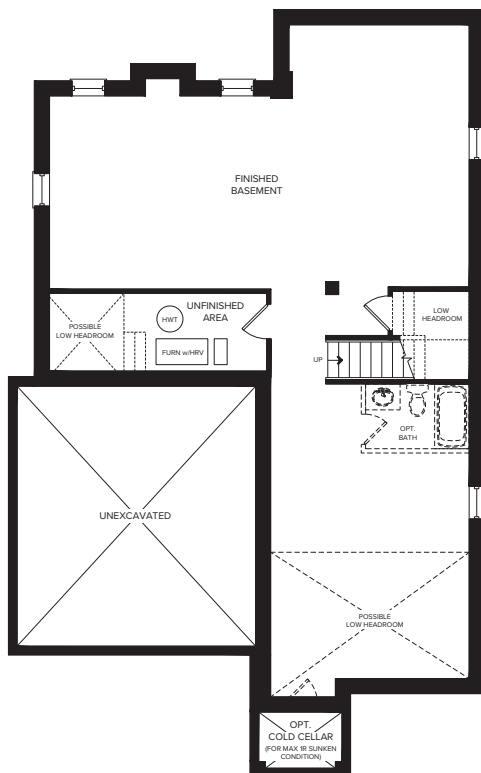 FINISHED
BASEMENT
UNFINISHED
AREA
HWT
POSSIBLE
LOW HEADROOM
FURN w/HRV
LOW
HEADROOM
UP
OPT.
BATH
UNEXCAVATED
POSSIBLE
LOW HEADROOM
OPT.
COLD CELLAR
(FOR MAX 1R SUNKEN
CONDITION)